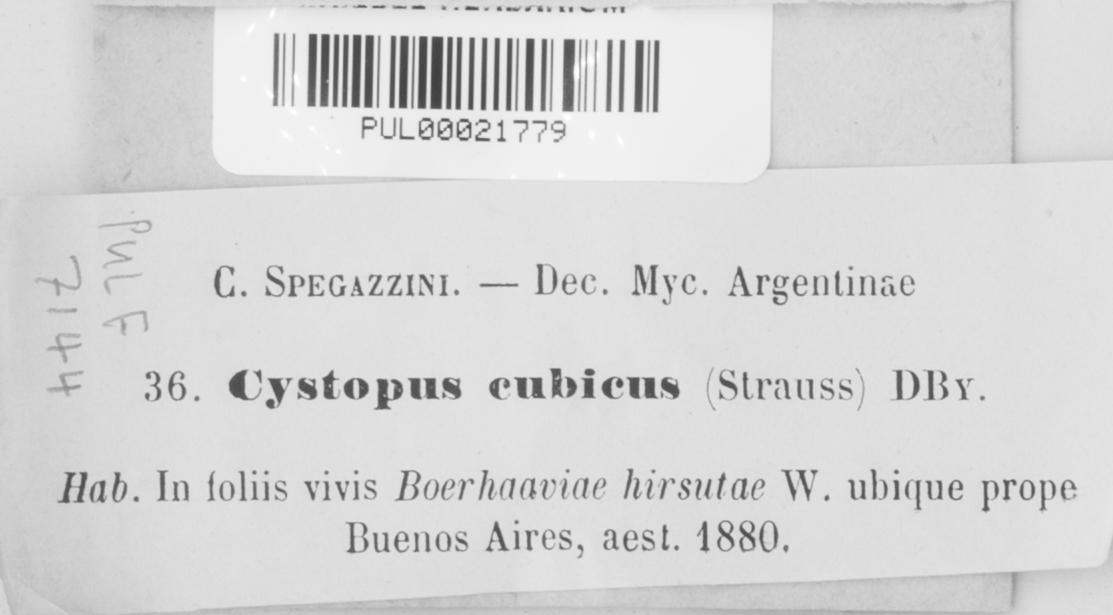 PUL00021779
PUL F
7144
C. SPEGAZZINI. — Dec. Myc. Argentinae
36. Cystopus cubicus (Strauss) DBY.
Hab. In foliis vivis Boerhaaviae hirsutae W. ubique prope
Buenos Aires, aest. 1880.